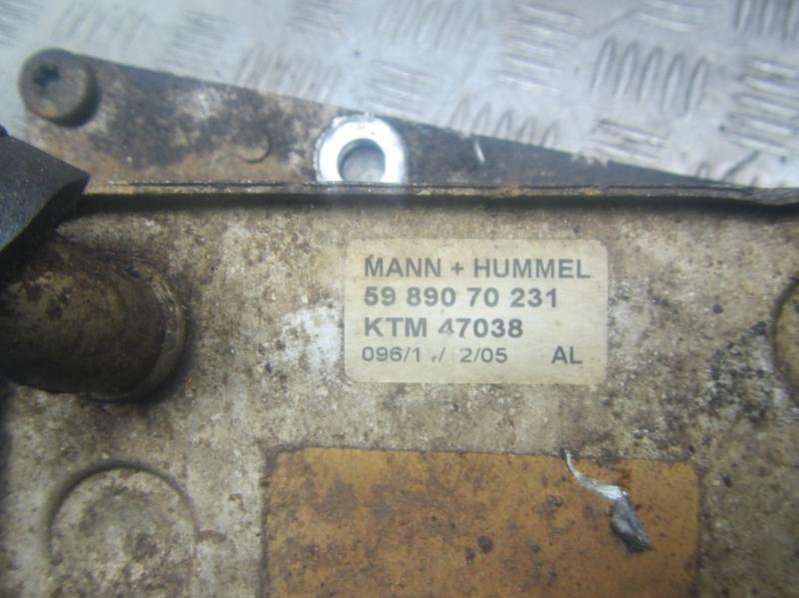 MANN + HUMMEL
59 890 70 231
KTM 47038
096/1 / 2/05 AL